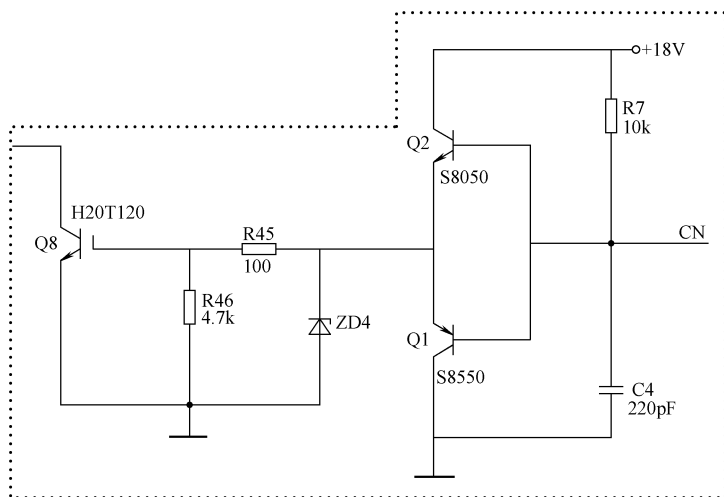 +18V
R7
10k
Q2
S8050
H20T120
Q8
R45
100
CN
R46
4.7k
ZD4
Q1
S8550
C4
220pF